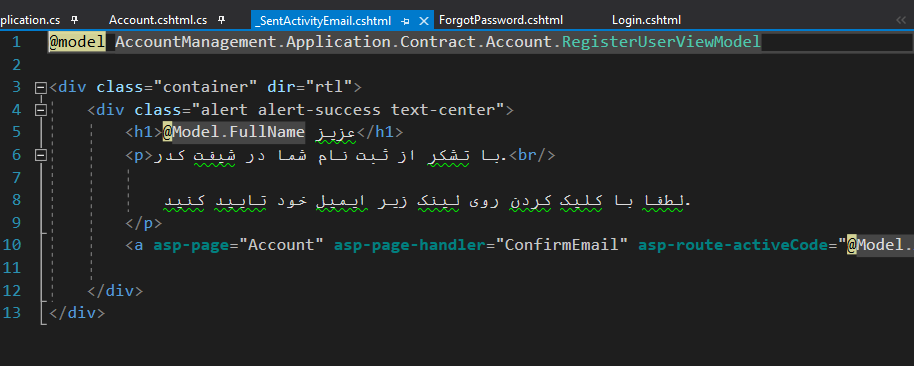 plication.cs Account.cshtml.cs _SentActivityEmail.cshtml ForgotPassword.cshtml Login.cshtml
1 @model AccountManagement.Application.Contract.Account.RegisterUserViewModel
2
3 <div class="container" dir="rtl">
4 <div class="alert alert-success text-center">
5 <h1>@Model.FullName عزیز</h1>
6 <p>با تشکر از ثبت نام شما در شیفت کدر.<br/>
7
8 لطفا با کلیک کردن روی لینک زیر ایمیل خود تایید کنید.
9 </p>
10 <a asp-page="Account" asp-page-handler="ConfirmEmail" asp-route-activeCode="@Model.
11
12 </div>
13 </div>